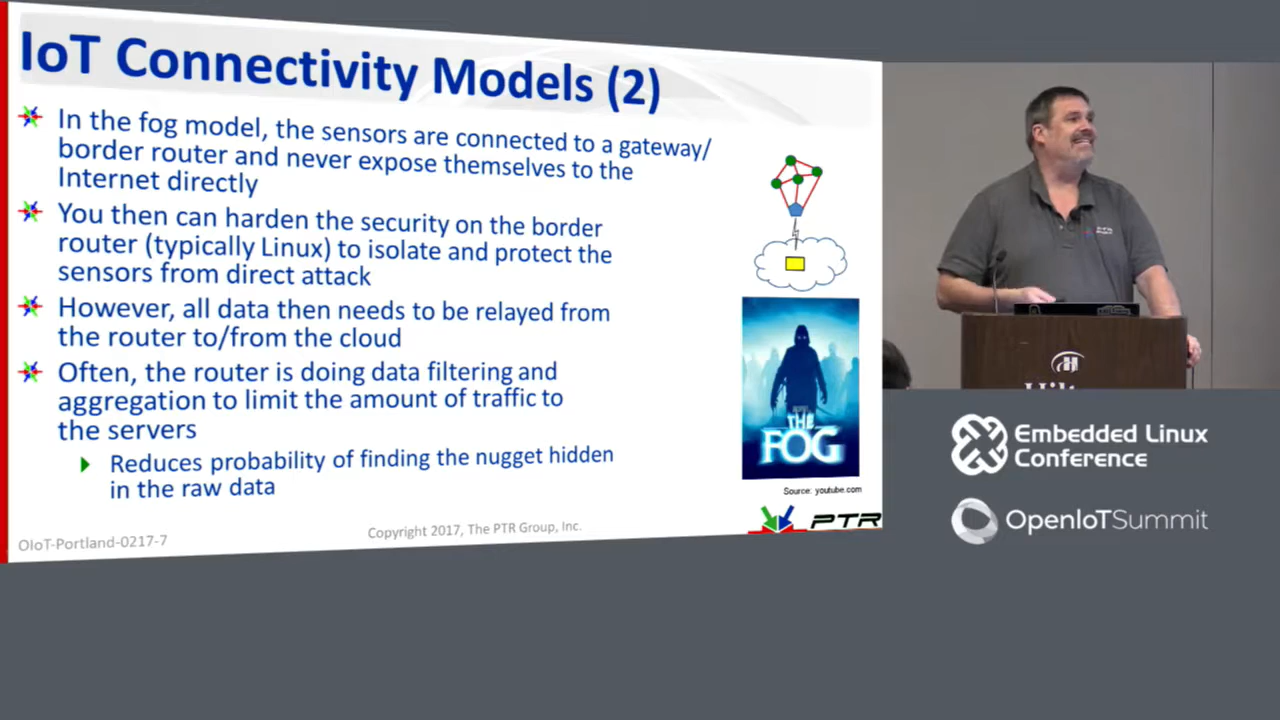 IoT Connectivity Models (2)
In the fog model, the sensors are connected to a gateway/
border router and never expose themselves to the
Internet directly
You then can harden the security on the border
router (typically Linux) to isolate and protect the
sensors from direct attack
However, all data then needs to be relayed from
the router to/from the cloud
Often, the router is doing data filtering and
aggregation to limit the amount of traffic to
the servers
Reduces probability of finding the nugget hidden
in the raw data
THE
FOG
Source: youtube.com
PTR
Copyright 2017, The PTR Group, Inc.
OIoT-Portland-0217-7
Embedded Linux
Conference
OpenIoTSummit